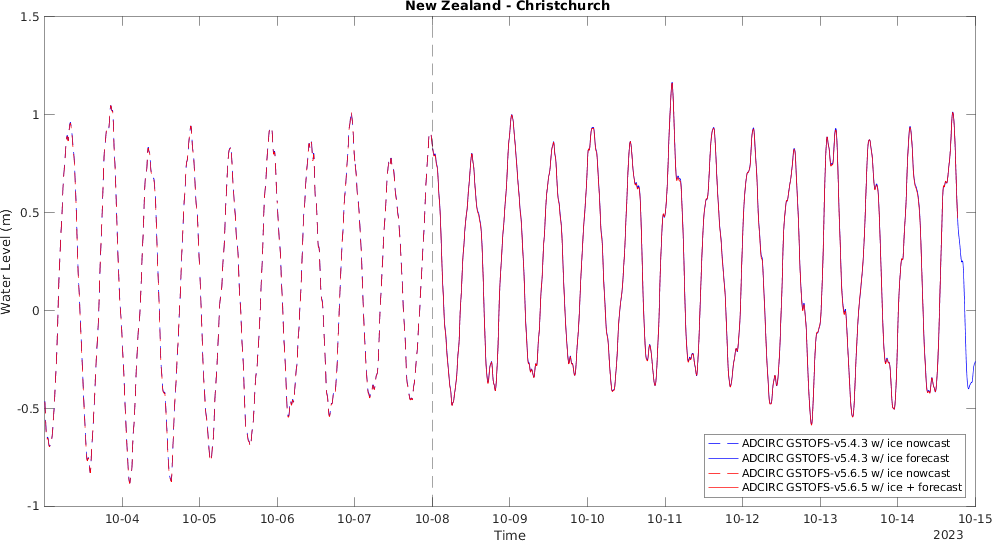 New Zealand - Christchurch
1.5
1
0.5
0
-0.5
-1
Water Level (m)
10-04
10-05
10-06
10-07
10-08
10-09
10-10
10-11
10-12
10-13
10-14
10-15
Time
2023
ADCIRC GSTOFS-v5.4.3 w/ ice nowcast
ADCIRC GSTOFS-v5.4.3 w/ ice forecast
ADCIRC GSTOFS-v5.6.5 w/ ice nowcast
ADCIRC GSTOFS-v5.6.5 w/ ice + forecast